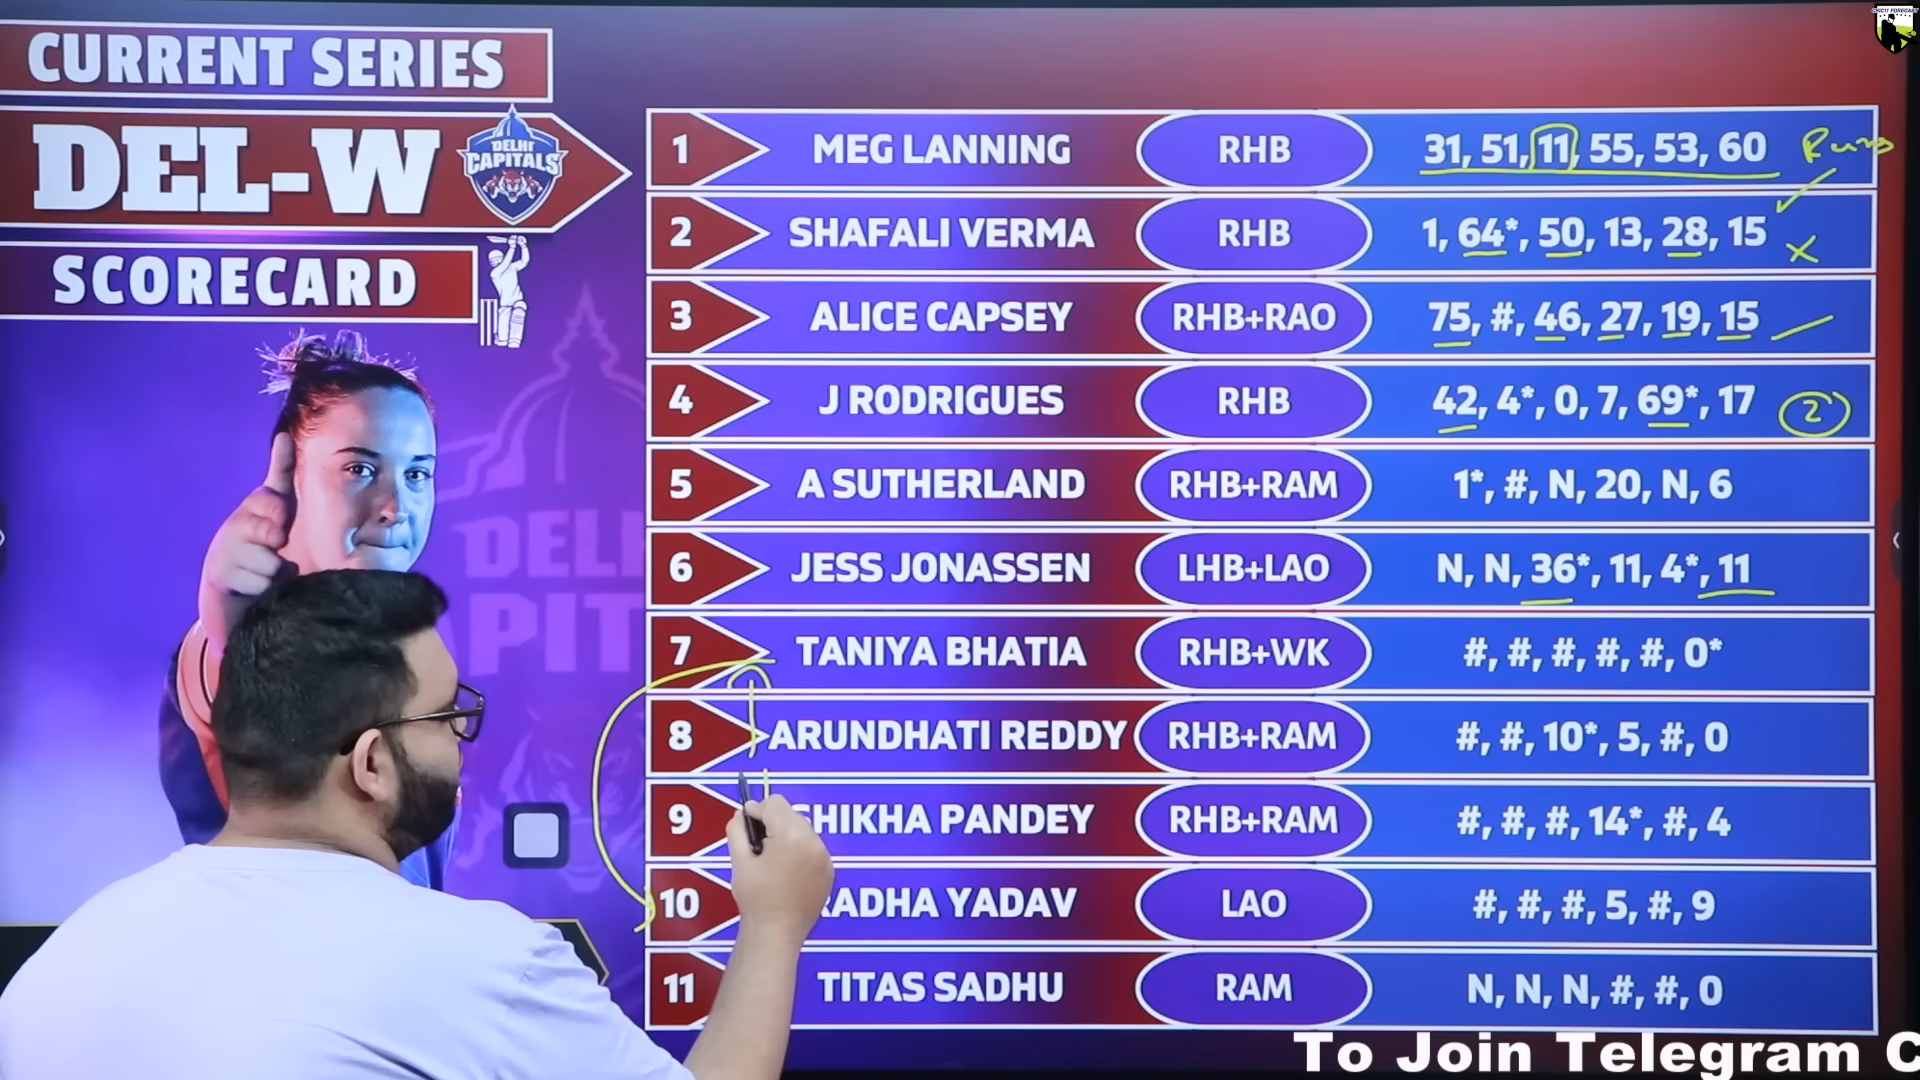 CURRENT SERIES
DEL-W
DELHI
CAPITALS
SCORECARD
1 MEG LANNING RHB 31, 51, 11, 55, 53, 60 Runs
2 SHAFALI VERMA RHB 1, 64*, 50, 13, 28, 15
3 ALICE CAPSEY RHB+RAO 75, #, 46, 27, 19, 15
4 J RODRIGUES RHB 42, 4*, 0, 7, 69*, 17 2
5 A SUTHERLAND RHB+RAM 1*, #, N, 20, N, 6
6 JESS JONASSEN LHB+LAO N, N, 36*, 11, 4*, 11
7 TANIYA BHATIA RHB+WK #, #, #, #, #, 0*
8 ARUNDHATI REDDY RHB+RAM #, #, 10*, 5, #, 0
9 SHIKHA PANDEY RHB+RAM #, #, #, 14*, #, 4
10 RADHA YADAV LAO #, #, #, 5, #, 9
11 TITAS SADHU RAM N, N, N, #, #, 0
To Join Telegram C